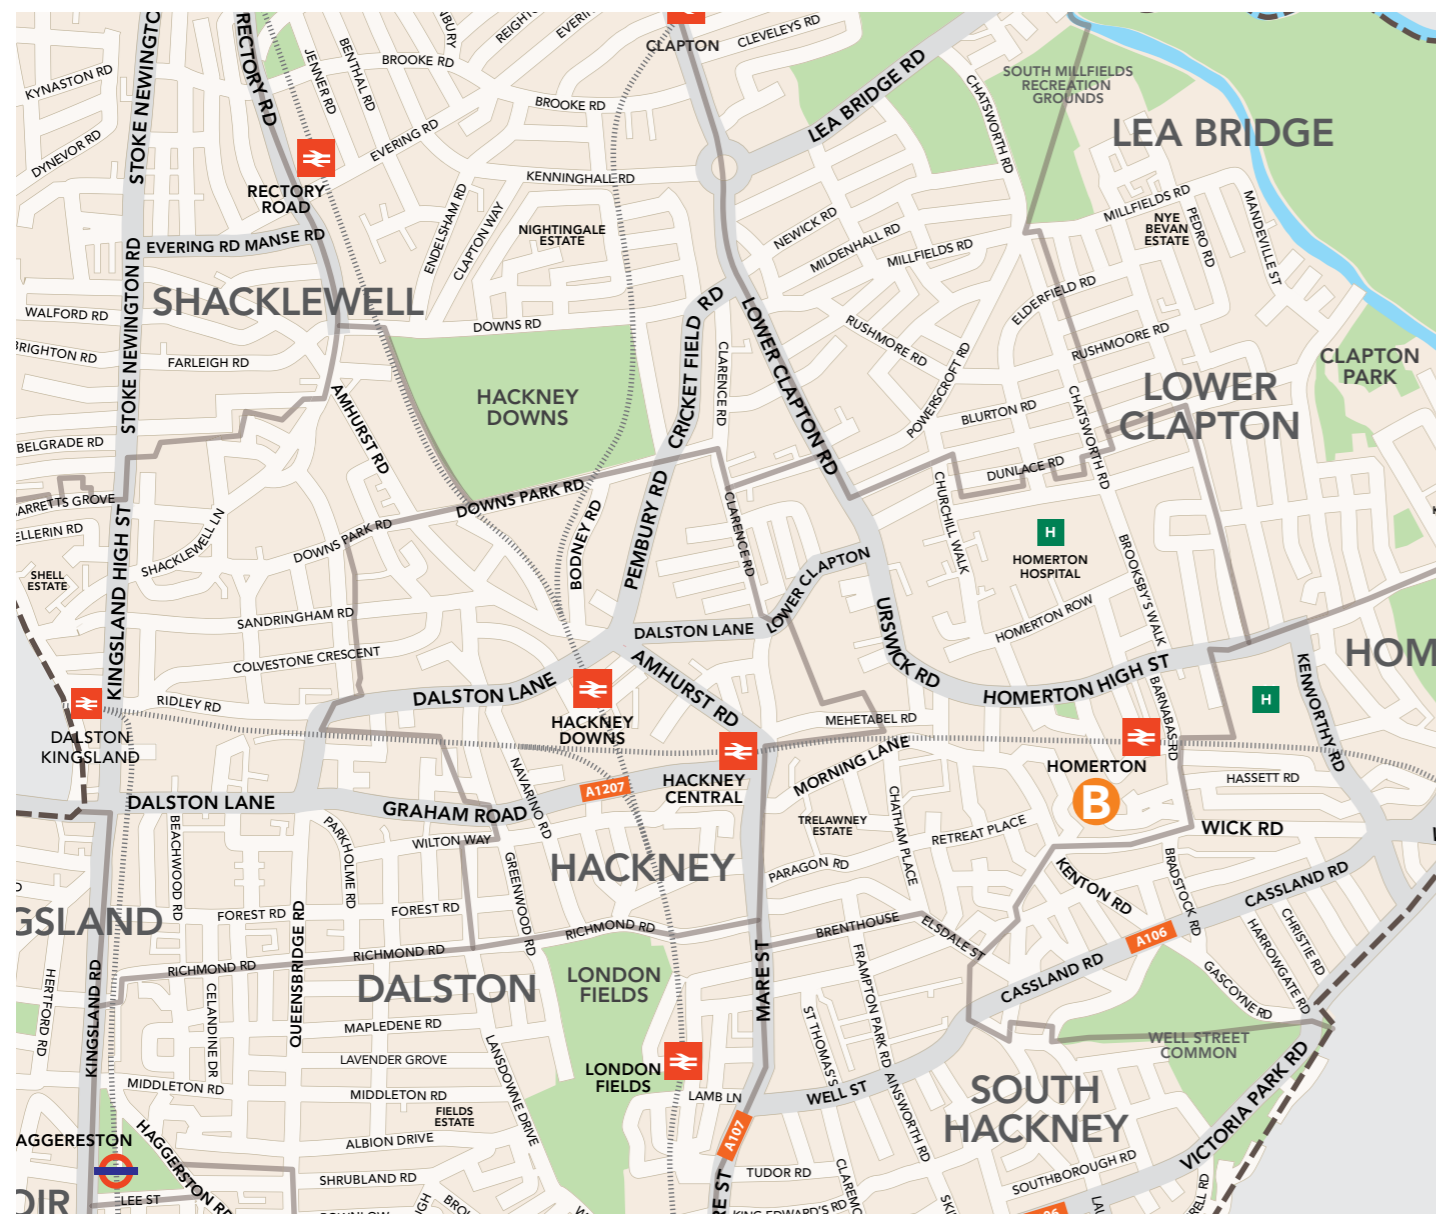 CLAPTON
CLEVELEYS RD
BROOKE RD
JENNER RD
BENTHAL RD
RECTORY RD
KYNASTON RD
DYNEVOR RD
LEA BRIDGE RD
CHATSWORTH RD
SOUTH MILLFIELDS
RECREATION
GROUNDS
LEA BRIDGE
BROOKE RD
EVERING RD
KENNINGHALL RD
RECTORY
ROAD
ENDELSHAM RD
CLAPTON WAY
NIGHTINGALE
ESTATE
NEWICK RD
MILDENHALL RD
MILLFIELDS RD
MILLFIELDS RD
NYE
BEVAN
ESTATE
PEDRO RD
MANDEVILLE ST
EVERING RD
MANSE RD
STOKE NEWINGTON RD
SHACKLEWELL
WALFORD RD
FARLEIGH RD
DOWNS RD
CRICKET FIELD RD
CLARENCE RD
LOWER CLAPTON RD
RUSHMORE RD
POWERSCROFT RD
ELDERFIELD RD
RUSHMOORE RD
CLAPTON
PARK
LOWER
CLAPTON
HACKNEY
DOWNS
AMHURST RD
BLURTON RD
CHATSWORTH RD
BELGRADE RD
DUNLACE RD
DOWNS PARK RD
DOWNS PARK RD
SHACKLEWELL LN
KINGSLAND HIGH ST
SHELL
ESTATE
BODNEY RD
PEMBURY RD
CLARENCE RD
LOWER CLAPTON
CHURCHILL WALK
H
HOMERTON
HOSPITAL
BROOKSBY'S WALK
HOMERTON ROW
SANDRINGHAM RD
COLVESTONE CRESCENT
DALSTON LANE
URSWICK RD
HOMERTON HIGH ST
DALSTON LANE
AMHURST RD
RIDLEY RD
DALSTON
KINGSLAND
HACKNEY
DOWNS
MEHETABEL RD
MORNING LANE
BARNABAS RD
H
KENWORTHY RD
HACKNEY
CENTRAL
HOMERTON
B
HASSETT RD
DALSTON LANE
GRAHAM ROAD
A1207
NAVARINO RD
WILTON WAY
TRELAWNEY
ESTATE
CHATHAM PLACE
RETREAT PLACE
WICK RD
BEACHWOOD RD
PARKHOLME RD
GREENWOOD RD
HACKNEY
PARAGON RD
KENTON RD
BRADSTOCK RD
CASSLAND RD
FOREST RD
FOREST RD
QUEENSBRIDGE RD
RICHMOND RD
RICHMOND RD
RICHMOND RD
BRENTHOUSE
ELSDALE ST
A106
CHRISTIE RD
HARROWGATE RD
GASCOYNE RD
HERTFORD RD
KINGSLAND RD
CELANDINE DR
DALSTON
LONDON
FIELDS
MARE ST
FRAMPTON PARK RD
CASSLAND RD
MAPLEDENE RD
LAVENDER GROVE
LANSDOWNE DRIVE
ST THOMAS'S
WELL STREET
COMMON
VICTORIA PARK RD
MIDDLETON RD
MIDDLETON RD
LONDON
FIELDS
LAMB LN
WELL ST
AINSWORTH RD
SOUTH
HACKNEY
FIELDS
ESTATE
ALBION DRIVE
A107
HAGGERSTON RD
SHRUBLAND RD
TUDOR RD
SOUTHBOROUGH RD
LEE ST
KING EDWARD'S RD